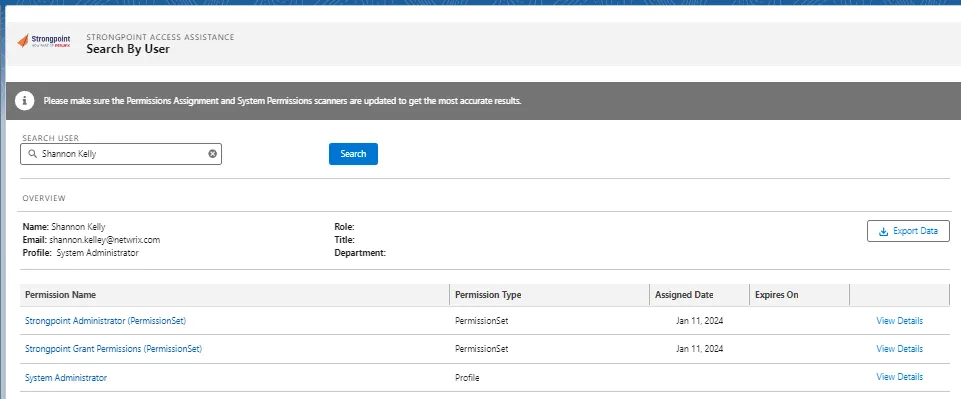 Strongpoint
STRONGPOINT ACCESS ASSISTANCE
Search By User
Please make sure the Permissions Assignment and System Permissions scanners are updated to get the most accurate results.
SEARCH USER
Shannon Kelly
Search
OVERVIEW
Name: Shannon Kelly
Role:
Email: shannon.kelley@netwrix.com
Title:
Profile: System Administrator
Department:
Export Data
Permission Name Permission Type Assigned Date Expires On
Strongpoint Administrator (PermissionSet) PermissionSet Jan 11, 2024 View Details
Strongpoint Grant Permissions (PermissionSet) PermissionSet Jan 11, 2024 View Details
System Administrator Profile View Details